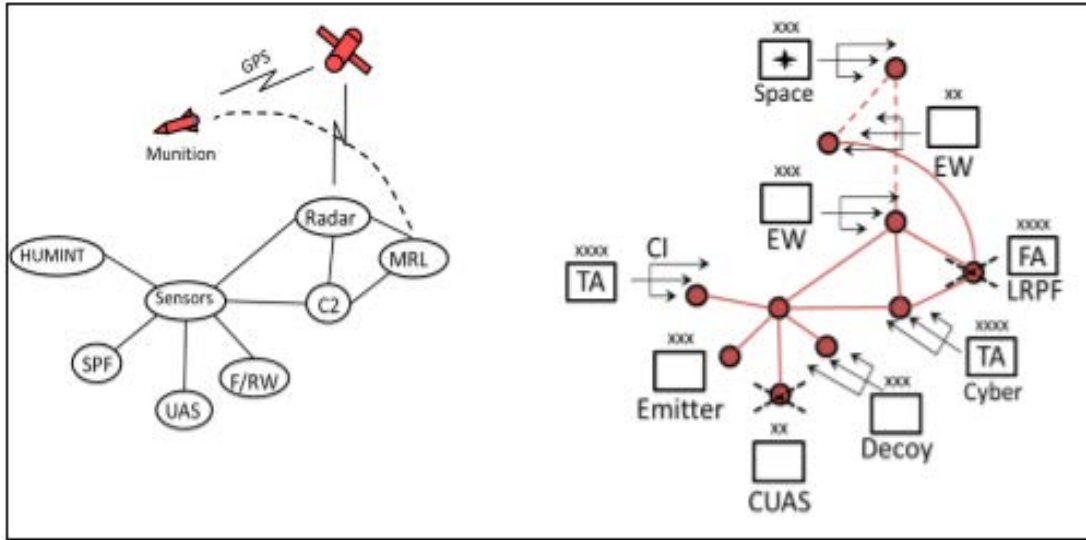 GPS
Munition
Radar
HUMINT
MRL
Sensors
C2
SPF
F/RW
UAS
xxx
Space
xx
EW
xxx
EW
xxxx
FA
LRPF
xxxx
TA
CI
xxxx
TA
Cyber
xxx
Emitter
xxx
Decoy
xx
CUAS